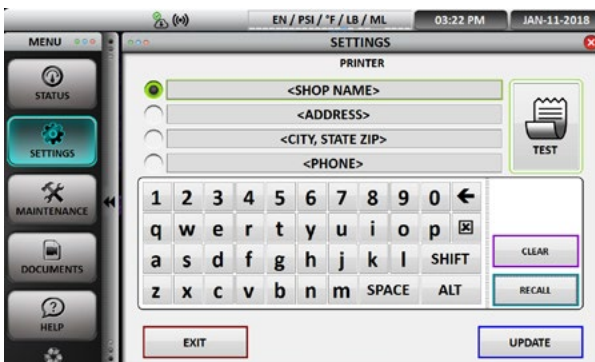 EN / PSI / °F / LB / ML 03:22 PM JAN-11-2018
MENU
SETTINGS
PRINTER
STATUS
<SHOP NAME>
<ADDRESS>
<CITY, STATE ZIP>
<PHONE>
TEST
SETTINGS
MAINTENANCE
DOCUMENTS
HELP
1 2 3 4 5 6 7 8 9 0
q w e r t y u i o p
a s d f g h j k l SHIFT
z x c v b n m SPACE ALT
CLEAR
RECALL
EXIT
UPDATE